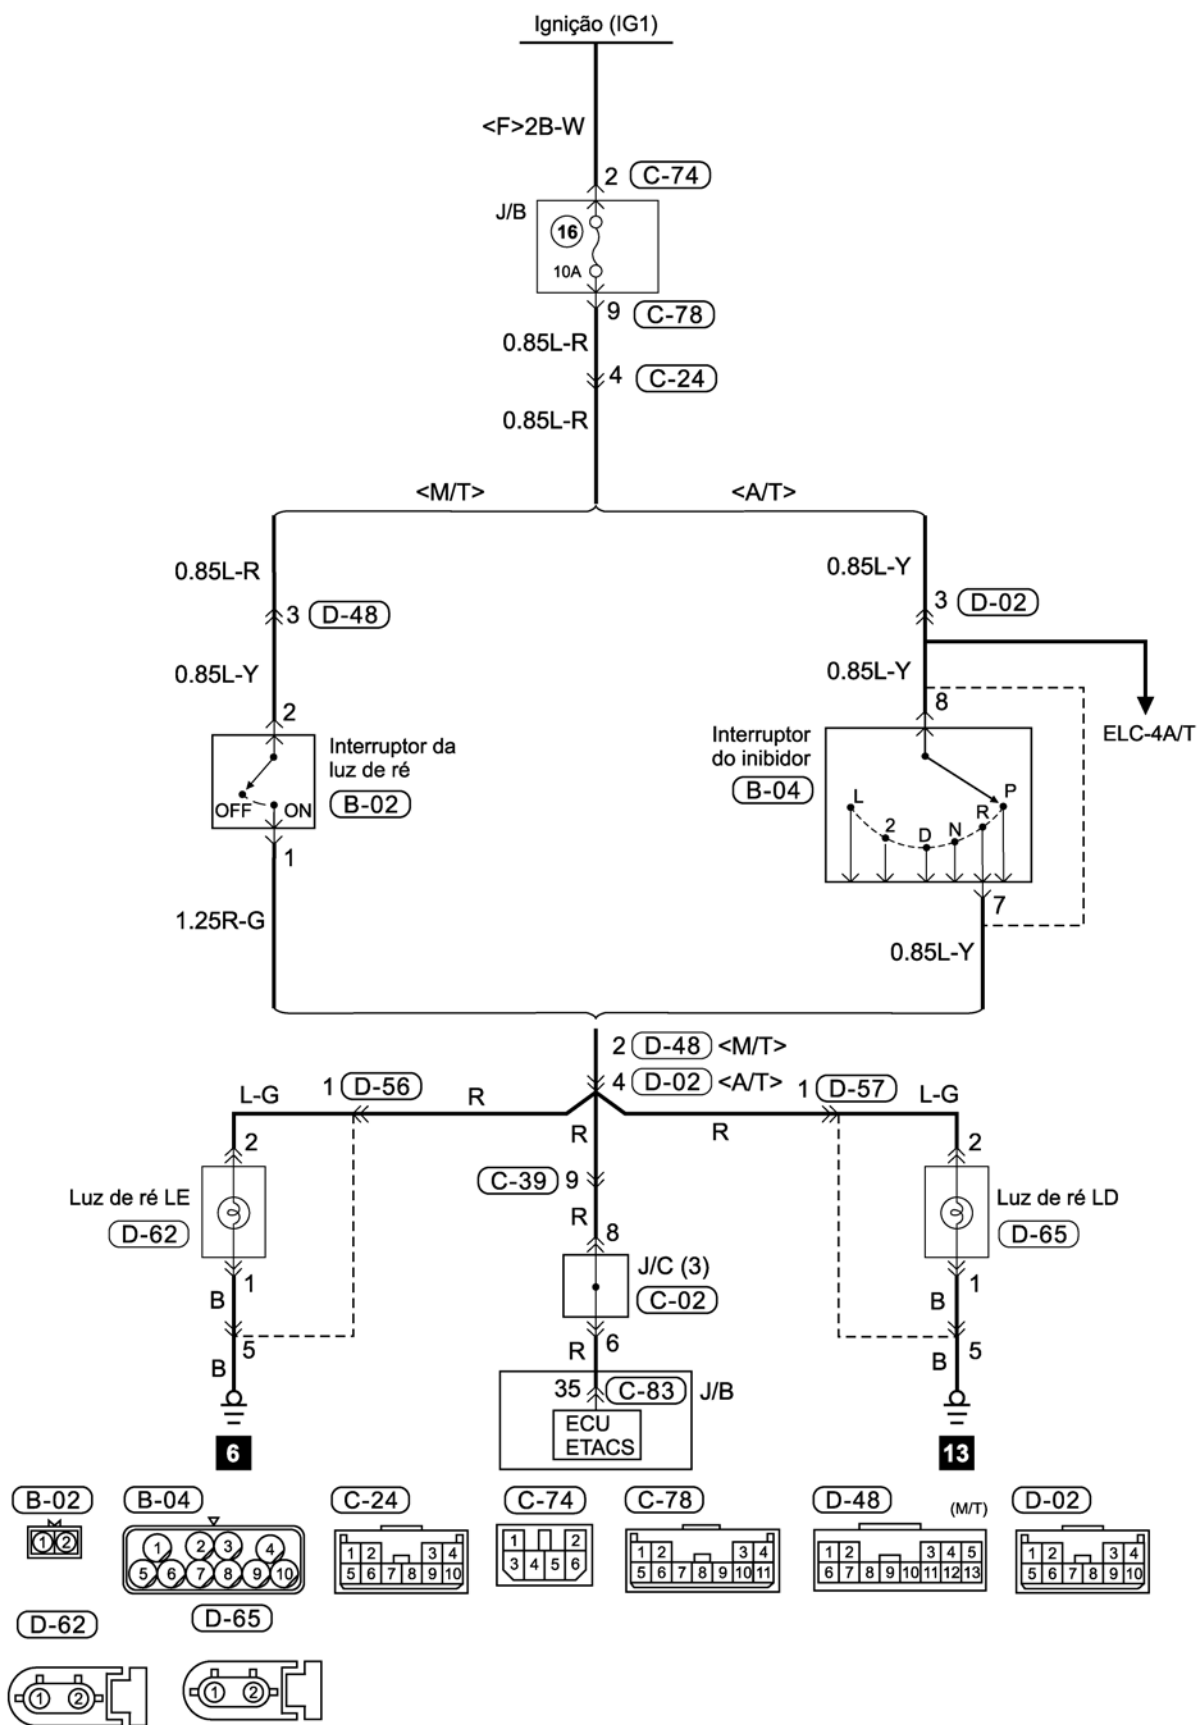 Ignição (IG1)
<F>2B-W
2 C-74
J/B
16
10A
9 C-78
0.85L-R
4 C-24
0.85L-R
<M/T> <A/T>
0.85L-R 0.85L-Y
3 D-48 3 D-02
0.85L-Y 0.85L-Y
2 8
ELC-4A/T
Interruptor da
luz de ré
B-02
OFF ON
Interruptor
do inibidor
B-04
L 2 D N R P
1 7
1.25R-G 0.85L-Y
2 D-48 <M/T>
4 D-02 <A/T>
L-G 1 D-56 R 1 D-57 L-G
R R
2 C-39 9 2
R
Luz de ré LE
D-62
8
J/C (3)
C-02
Luz de ré LD
D-65
1 6 1
B R B
5 5
B B
35 C-83 J/B
ECU
ETACS
6 13
B-02 B-04 C-24 C-74 C-78 D-48 (M/T) D-02
1 2
1 2 3 4
5 6 7 8 9 10
1 2 3 4
5 6 7 8 9 10
1 2
3 4 5 6
1 2 3 4
5 6 7 8 9 10 11
1 2 3 4 5
6 7 8 9 10 11 12 13
1 2 3 4
5 6 7 8 9 10
D-62 D-65
1 2 1 2